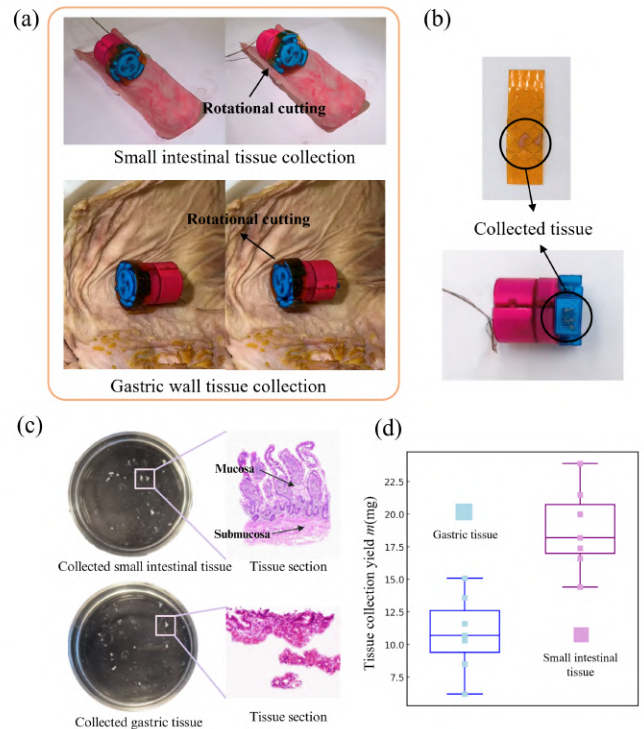 (a)
Rotational cutting
Small intestinal tissue collection
Rotational cutting
Gastric wall tissue collection
(b)
Collected tissue
(c)
Mucosa
Submucosa
Collected small intestinal tissue
Tissue section
Collected gastric tissue
Tissue section
(d)
Tissue collection yield m(mg)
22.5
20.0
17.5
15.0
12.5
10.0
7.5
Gastric tissue
Small intestinal
tissue